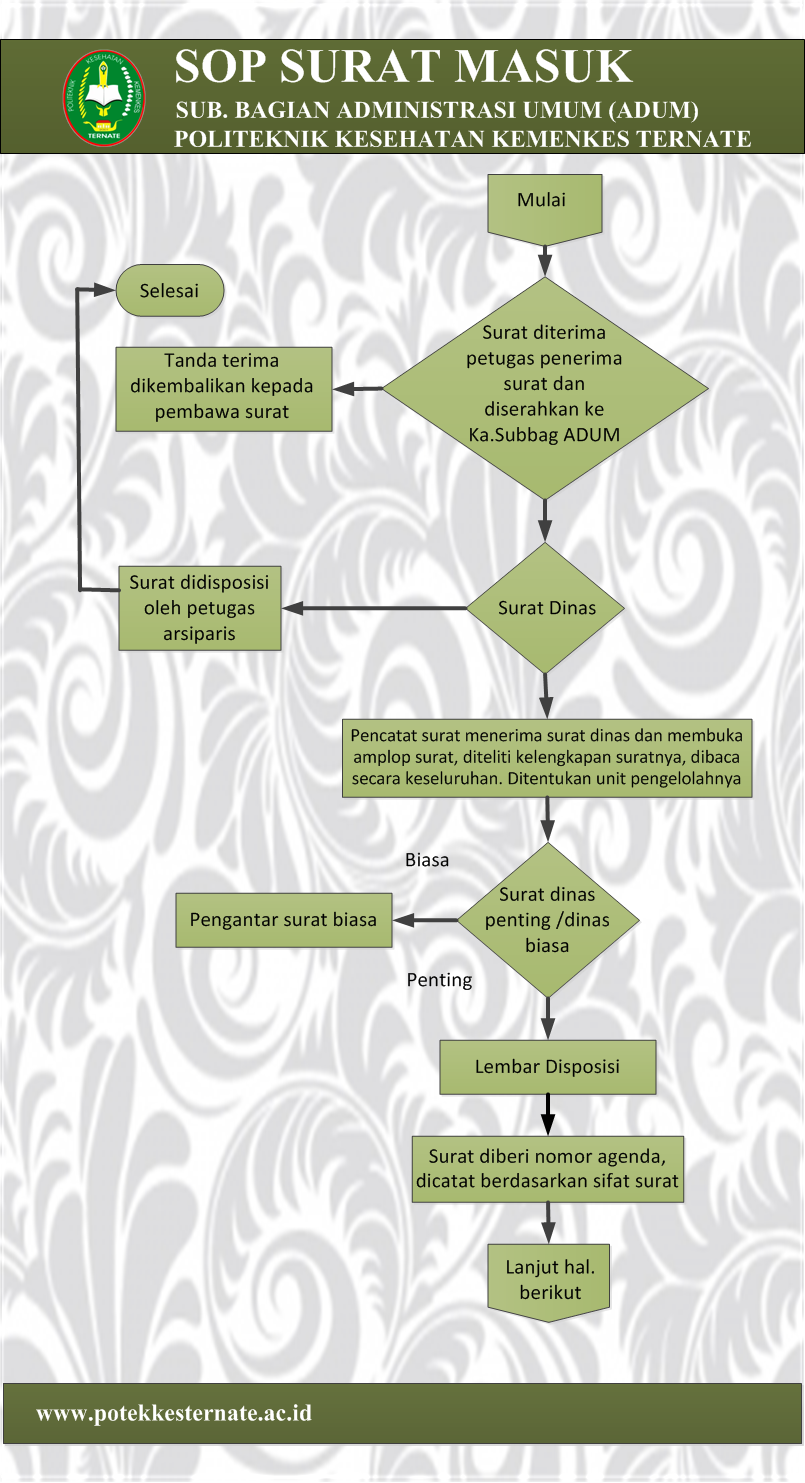 SOP SURAT MASUK
SUB. BAGIAN ADMINISTRASI UMUM (ADUM)
POLITEKNIK KESEHATAN KEMENKES TERNATE
POLITEKNIK
KESEHATAN
KEMENKES
TERNATE
Mulai
Selesai
Surat diterima
petugas penerima
surat dan
diserahkan ke
Ka.Subbag ADUM
Tanda terima
dikembalikan kepada
pembawa surat
Surat didisposisi
oleh petugas
arsiparis
Surat Dinas
Pencatat surat menerima surat dinas dan membuka
amplop surat, diteliti kelengkapan suratnya, dibaca
secara keseluruhan. Ditentukan unit pengelolahnya
Biasa
Surat dinas
penting /dinas
biasa
Pengantar surat biasa
Penting
Lembar Disposisi
Surat diberi nomor agenda,
dicatat berdasarkan sifat surat
Lanjut hal.
berikut
www.potekkesternate.ac.id